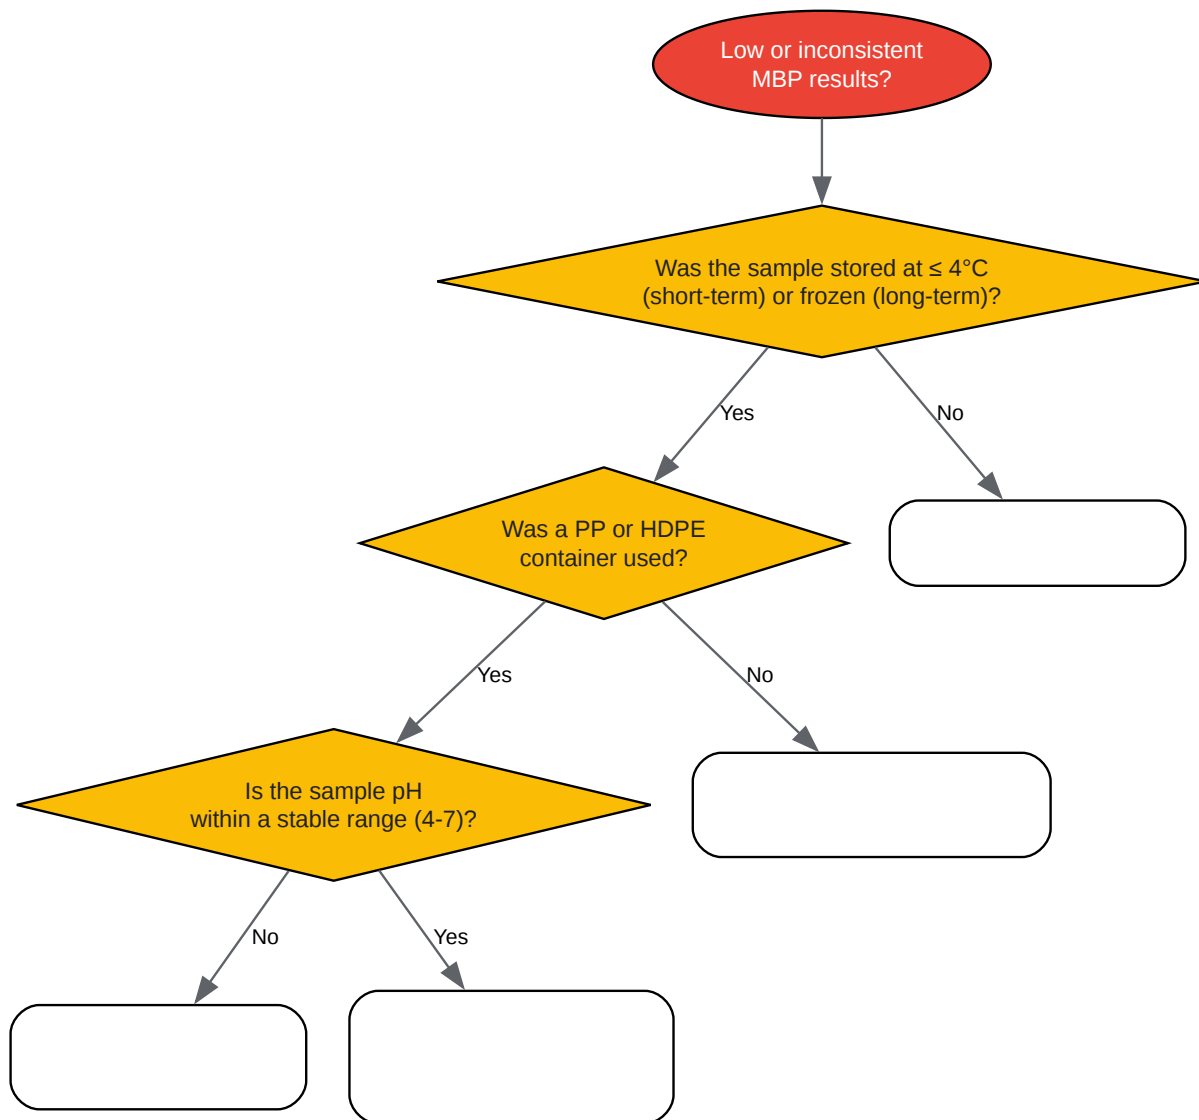 Low or inconsistent
MBP results?
Was the sample stored at ≤ 4°C
(short-term) or frozen (long-term)?
Yes
No
Was a PP or HDPE
container used?
Yes
No
Is the sample pH
within a stable range (4-7)?
No
Yes